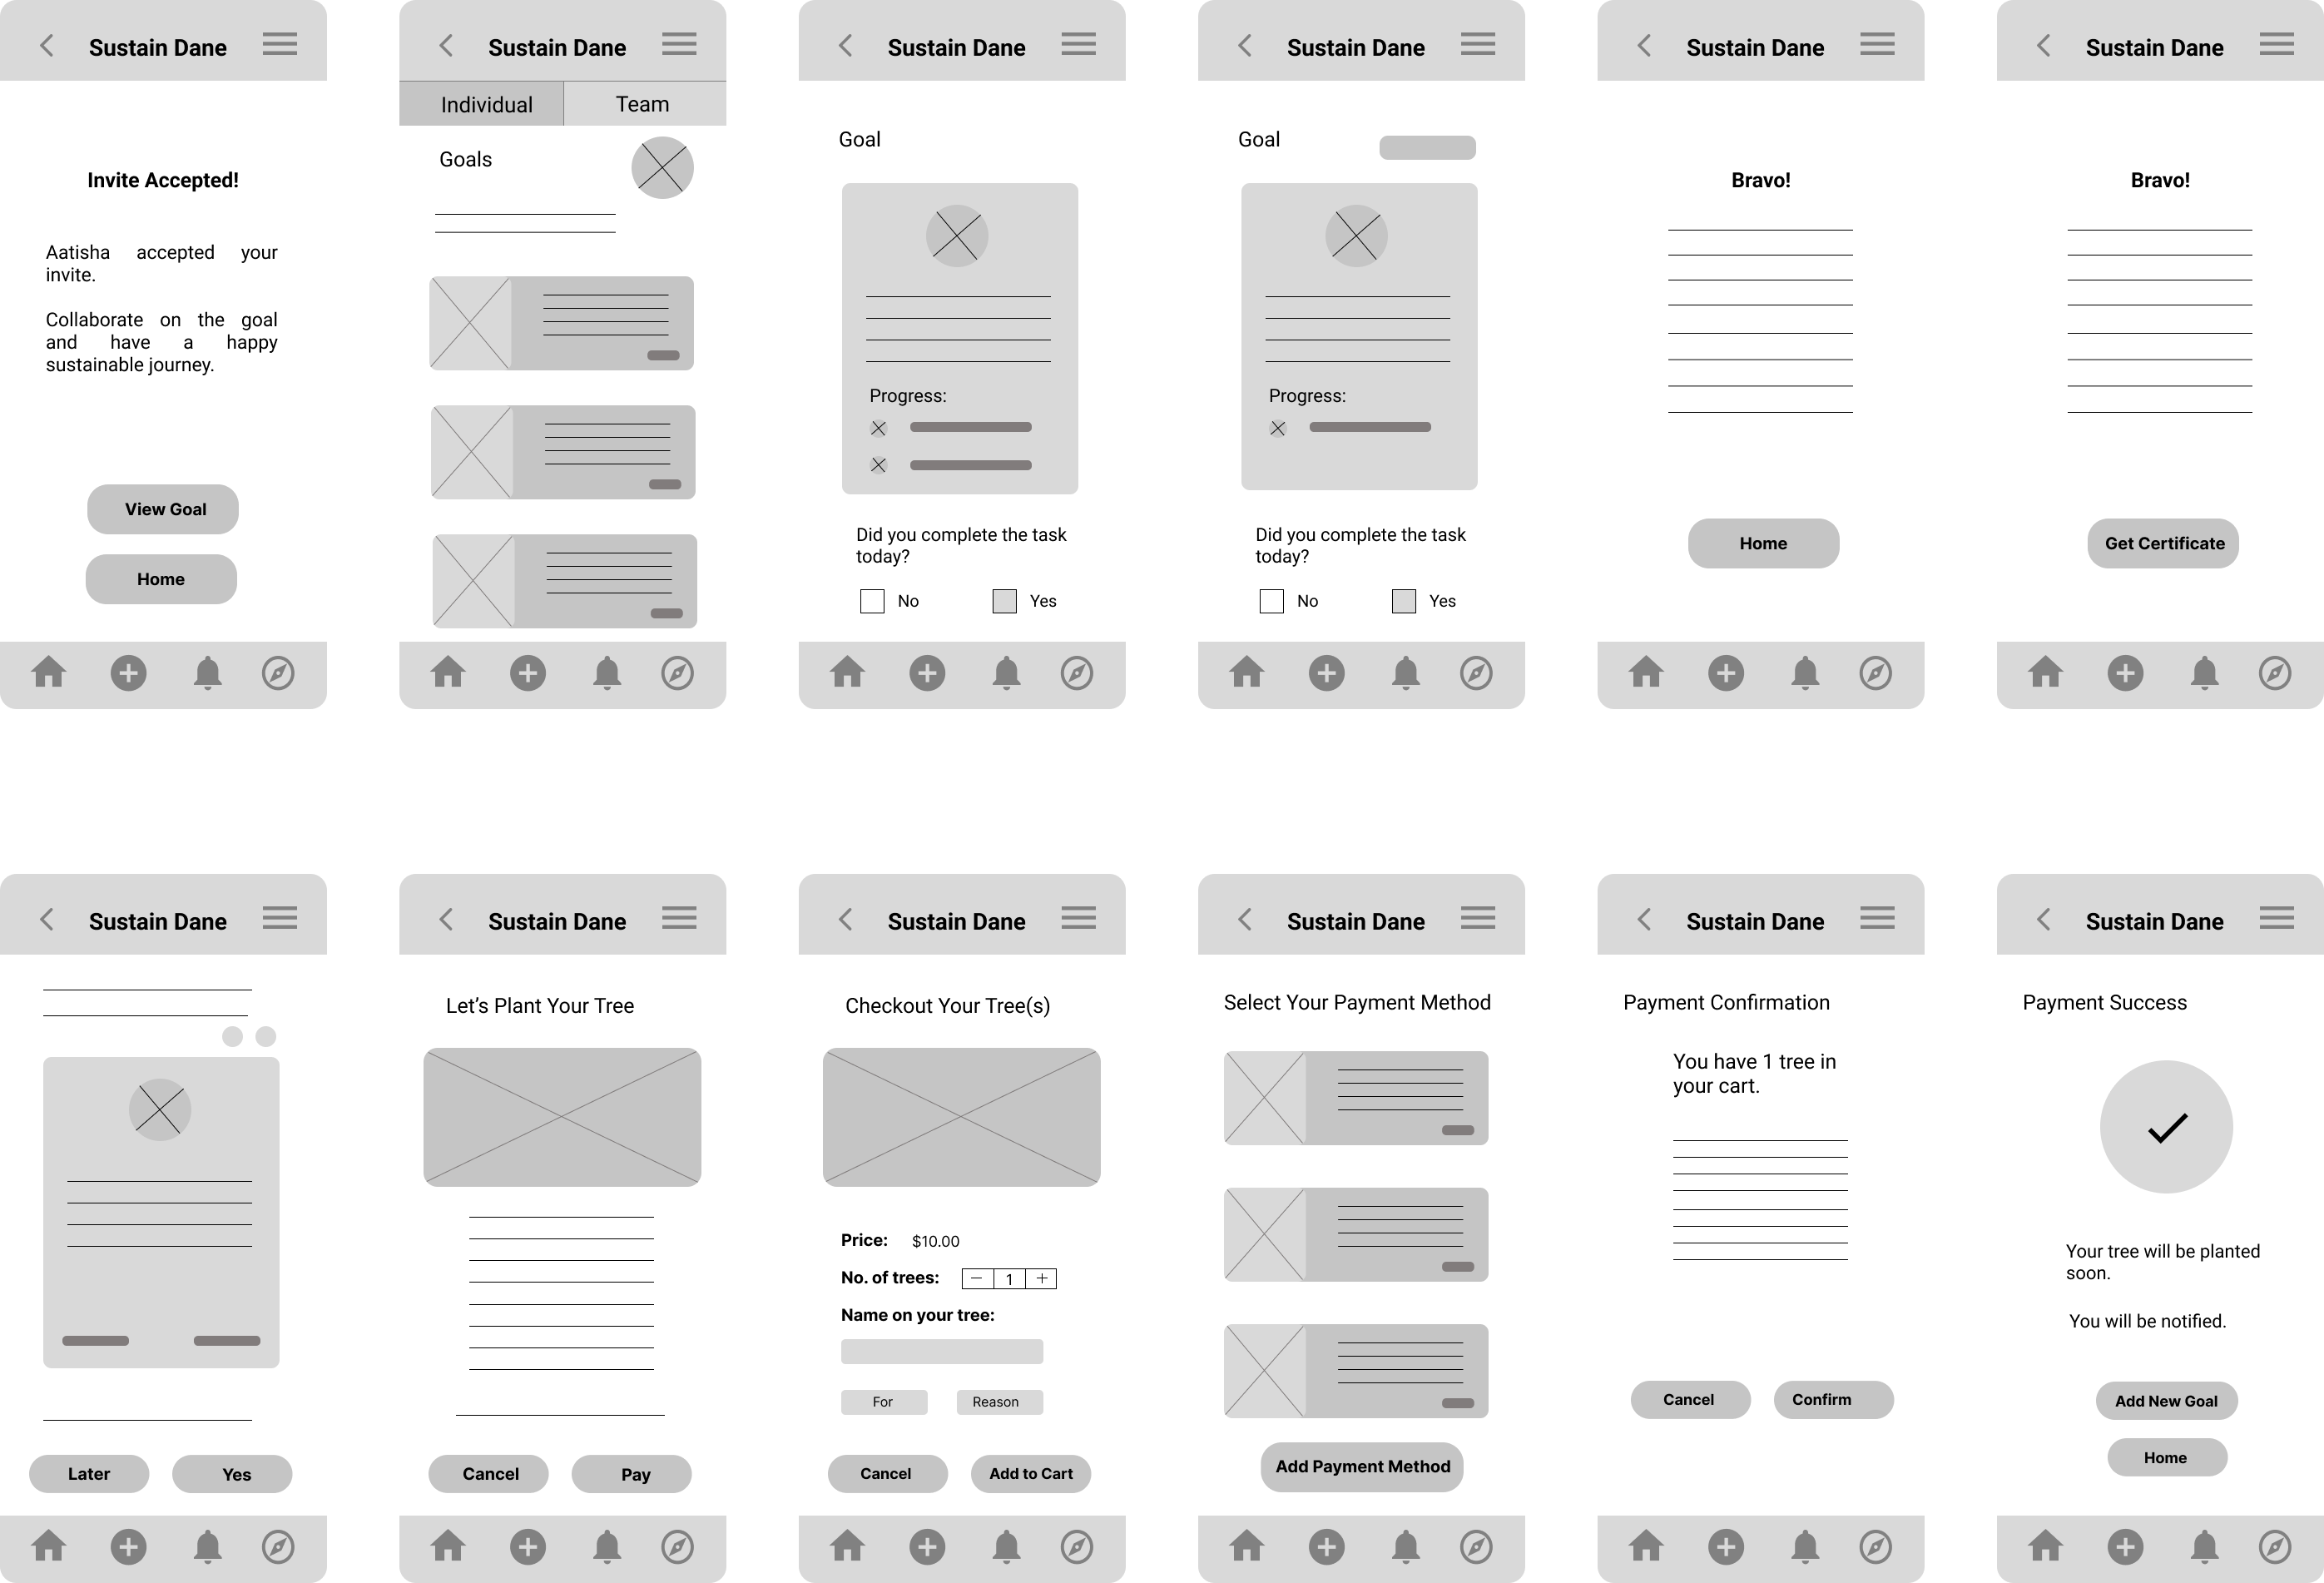 Sustain Dane
Invite Accepted!
Aatisha accepted your
invite.
Collaborate on the goal
and have a happy
sustainable journey.
View Goal
Home
Sustain Dane
Individual
Team
Goals
Sustain Dane
Goal
Progress:
Did you complete the task
today?
No
Yes
Sustain Dane
Goal
Progress:
Did you complete the task
today?
No
Yes
Sustain Dane
Bravo!
Home
Sustain Dane
Bravo!
Get Certificate
Sustain Dane
Later
Yes
Sustain Dane
Let's Plant Your Tree
Cancel
Pay
Sustain Dane
Checkout Your Tree(s)
Price: $10.00
No. of trees: − 1 +
Name on your tree:
For
Reason
Cancel
Add to Cart
Sustain Dane
Select Your Payment Method
Add Payment Method
Sustain Dane
Payment Confirmation
You have 1 tree in
your cart.
Cancel
Confirm
Sustain Dane
Payment Success
Your tree will be planted
soon.
You will be notified.
Add New Goal
Home